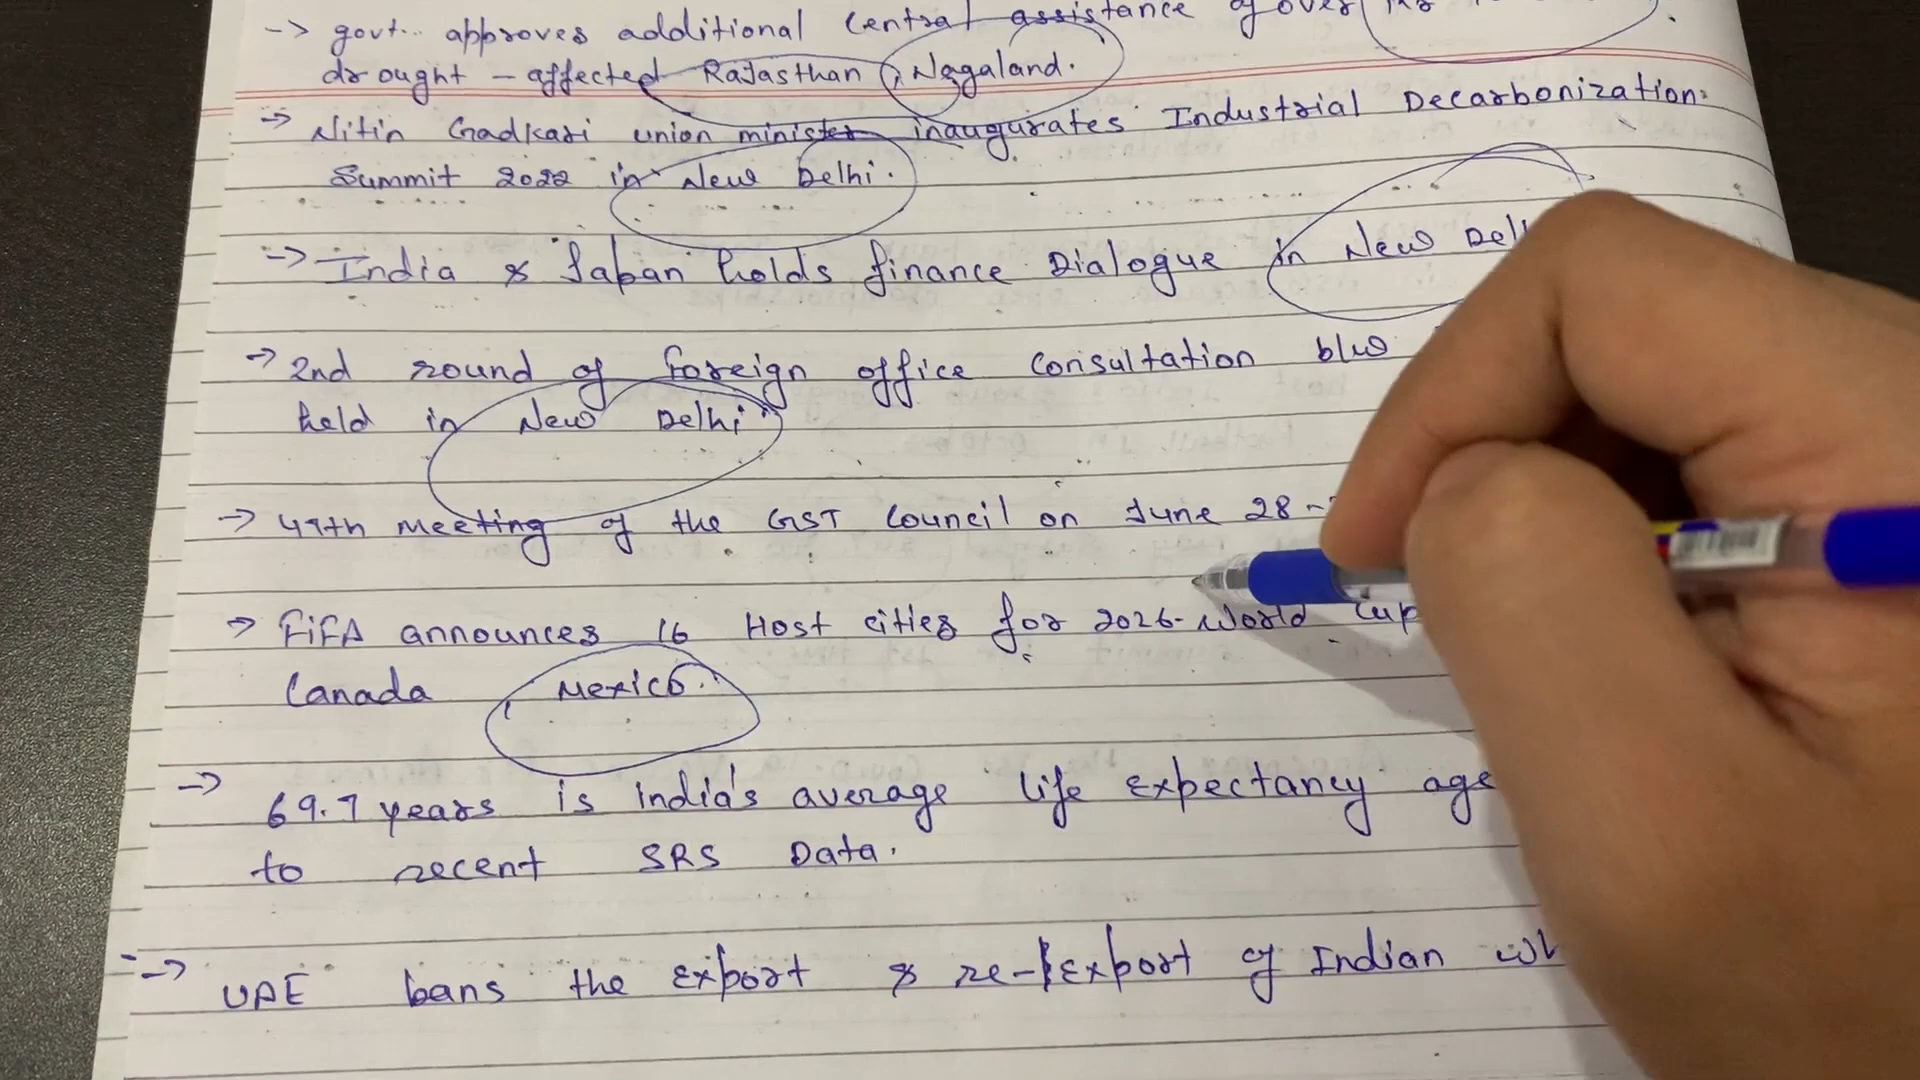 -> govt.. approves additional Central assistance of over
drought - affected Rajasthan, Nagaland.
-> Nitin Gadkari union minister inaugurates Industrial Decarbonization
Summit 2022 in New Delhi.
-> India & Japan holds finance Dialogue in New Delh
-> 2nd round of foreign office Consultation b/w
held in New Delhi
-> 47th Meeting of the GST Council on June 28-
-> FiFA announces 16 Host cities for 2026 World Cup
Canada, Mexico.
-> 69.7 years is India's average life expectancy age
to recent SRS Data.
-> UAE bans the Export & re-Export of Indian wh